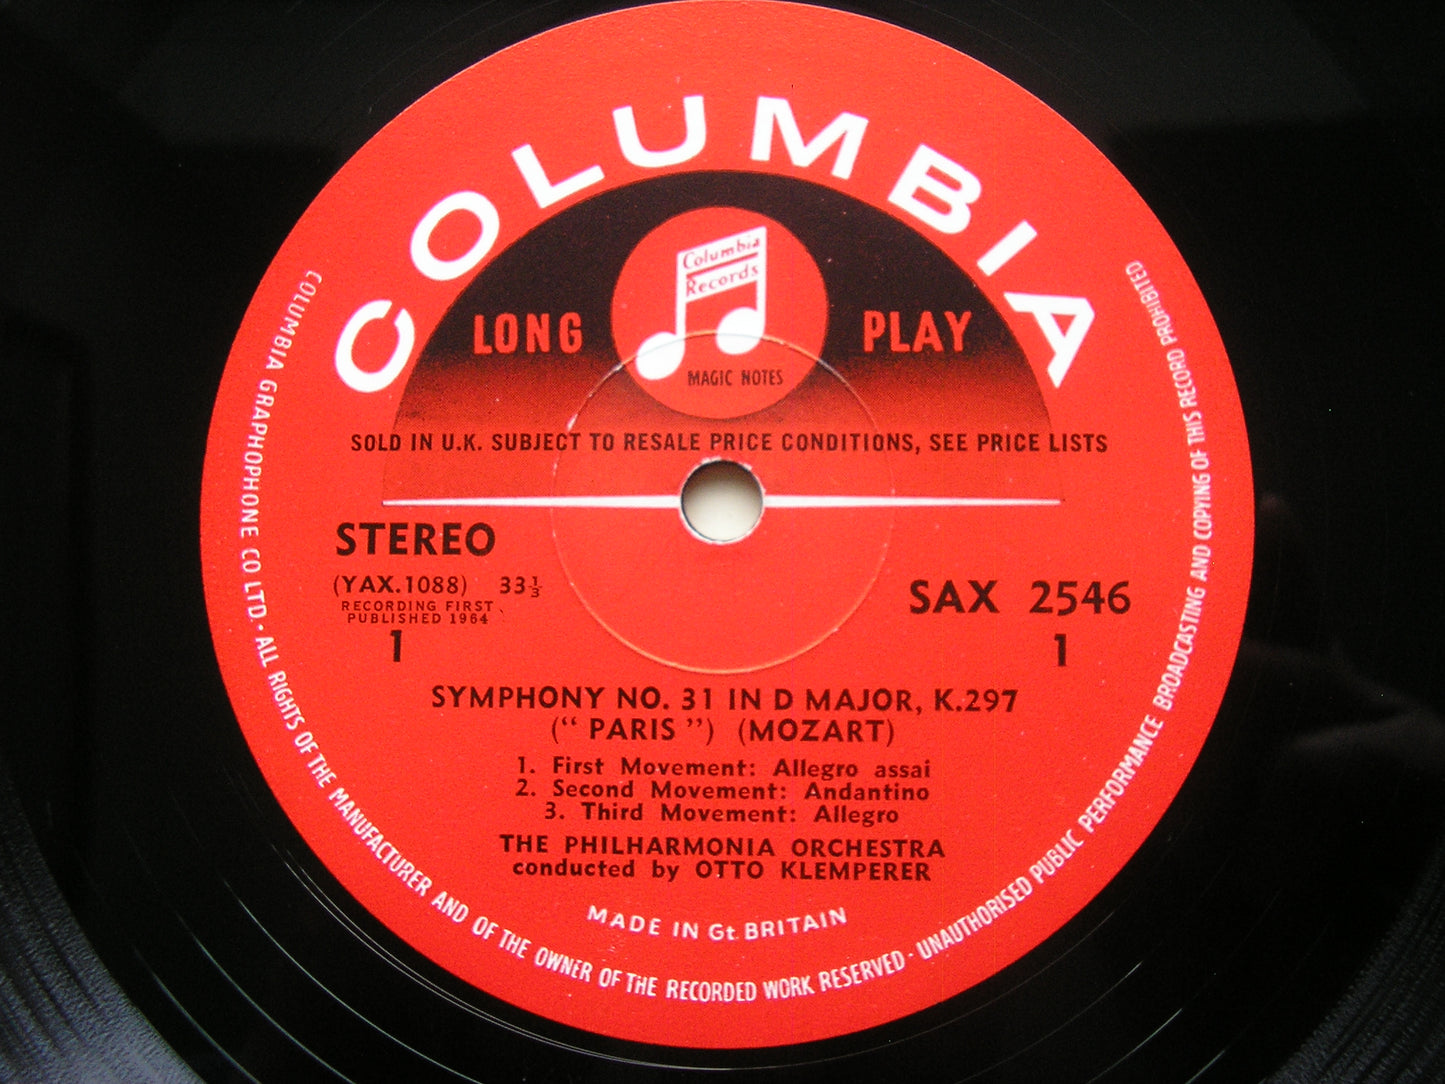 COLUMBIA
Columbia
Records
LONG PLAY
MAGIC NOTES
SOLD IN U.K. SUBJECT TO RESALE PRICE CONDITIONS, SEE PRICE LISTS
STEREO
(YAX.1088) 33⅓
RECORDING FIRST
PUBLISHED 1964
1
SAX 2546
1
SYMPHONY NO. 31 IN D MAJOR, K.297
(“ PARIS ”) (MOZART)
1. First Movement: Allegro assai
2. Second Movement: Andantino
3. Third Movement: Allegro
THE PHILHARMONIA ORCHESTRA
conducted by OTTO KLEMPERER
MADE IN Gt. BRITAIN
COLUMBIA GRAPHOPHONE CO LTD. · ALL RIGHTS OF THE MANUFACTURER AND OF THE OWNER OF THE RECORDED WORK RESERVED · UNAUTHORISED PUBLIC PERFORMANCE BROADCASTING AND COPYING OF THIS RECORD PROHIBITED